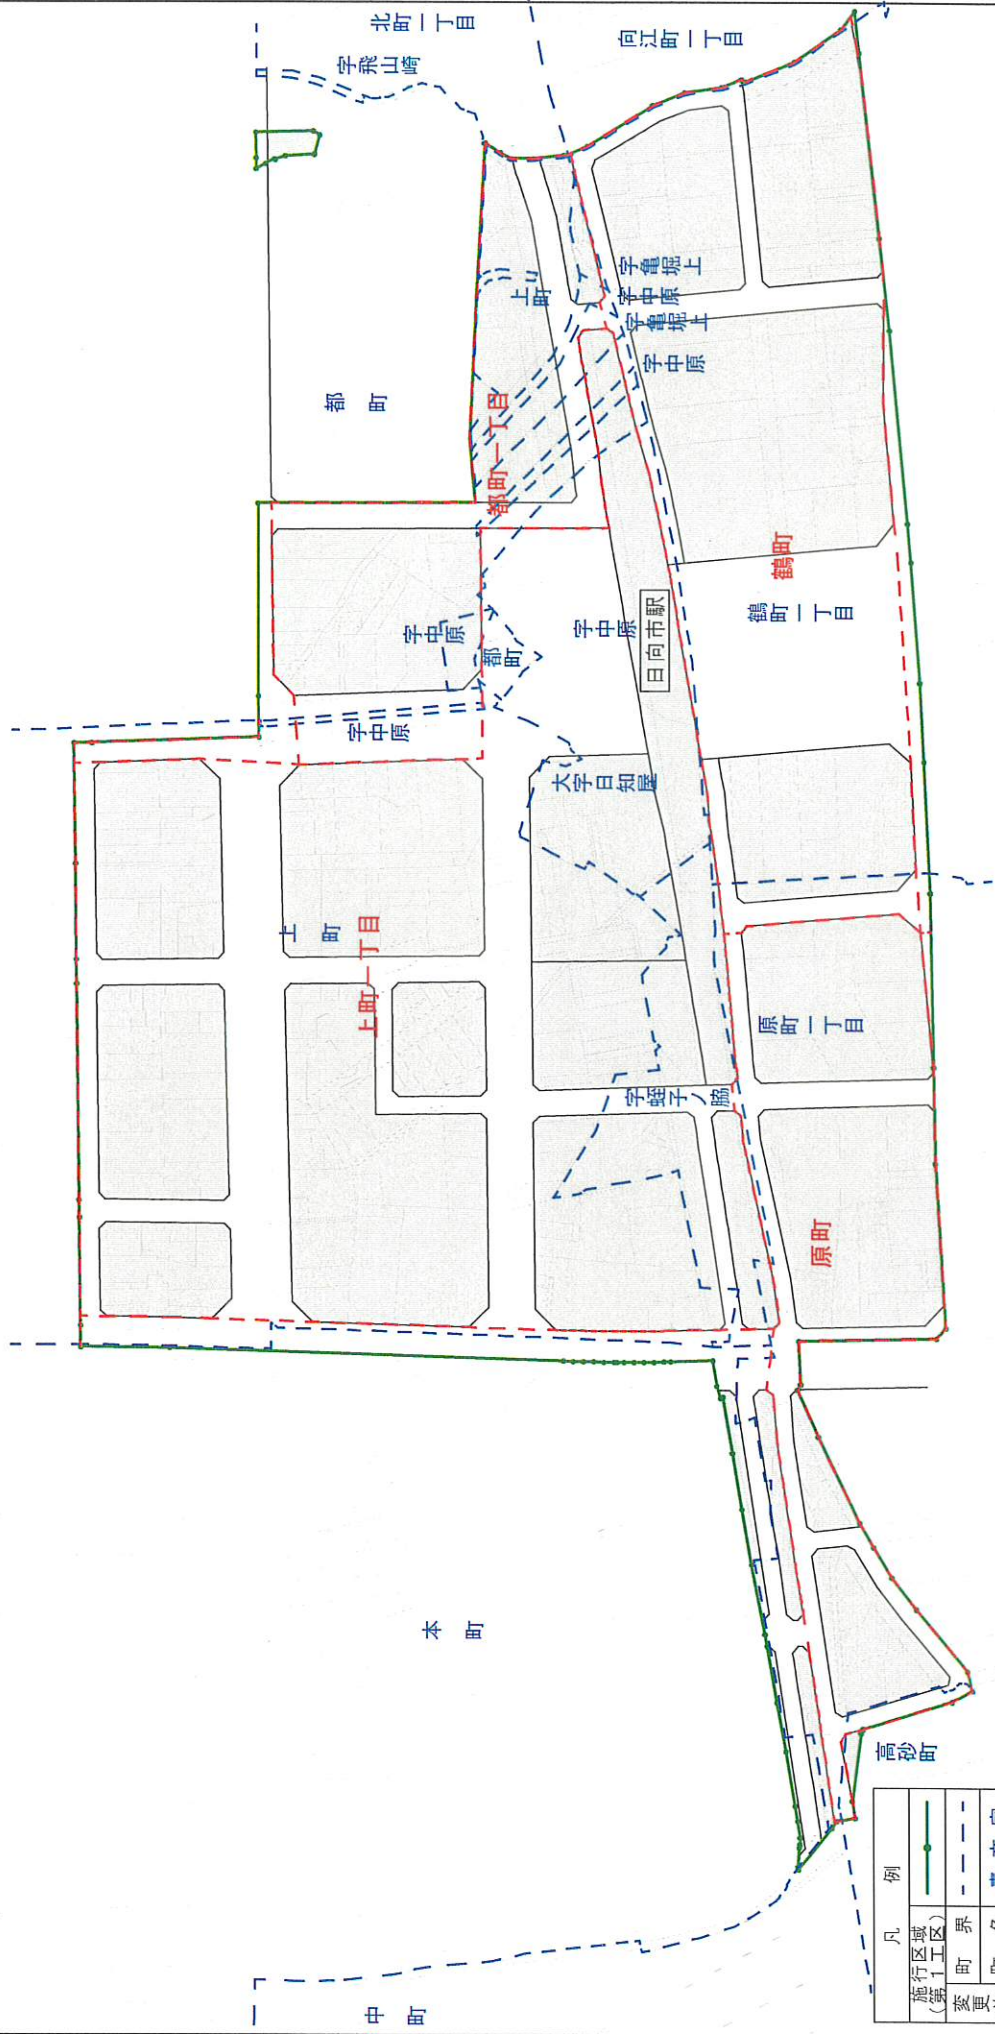 北町一丁目
字飛山崎
向江町一丁目
都町
上町
字亀堀上
字中原
字亀堀上
字中原
都町一丁目
鶴町
鶴町一丁目
字中原
都町
字中原
日向市駅
字中原
大字日知屋
上町
上町一丁目
原町一丁目
字蛭子ノ脇
原町
本町
高砂町
中町
凡例
施行区域
(第1工区)
町界
変更